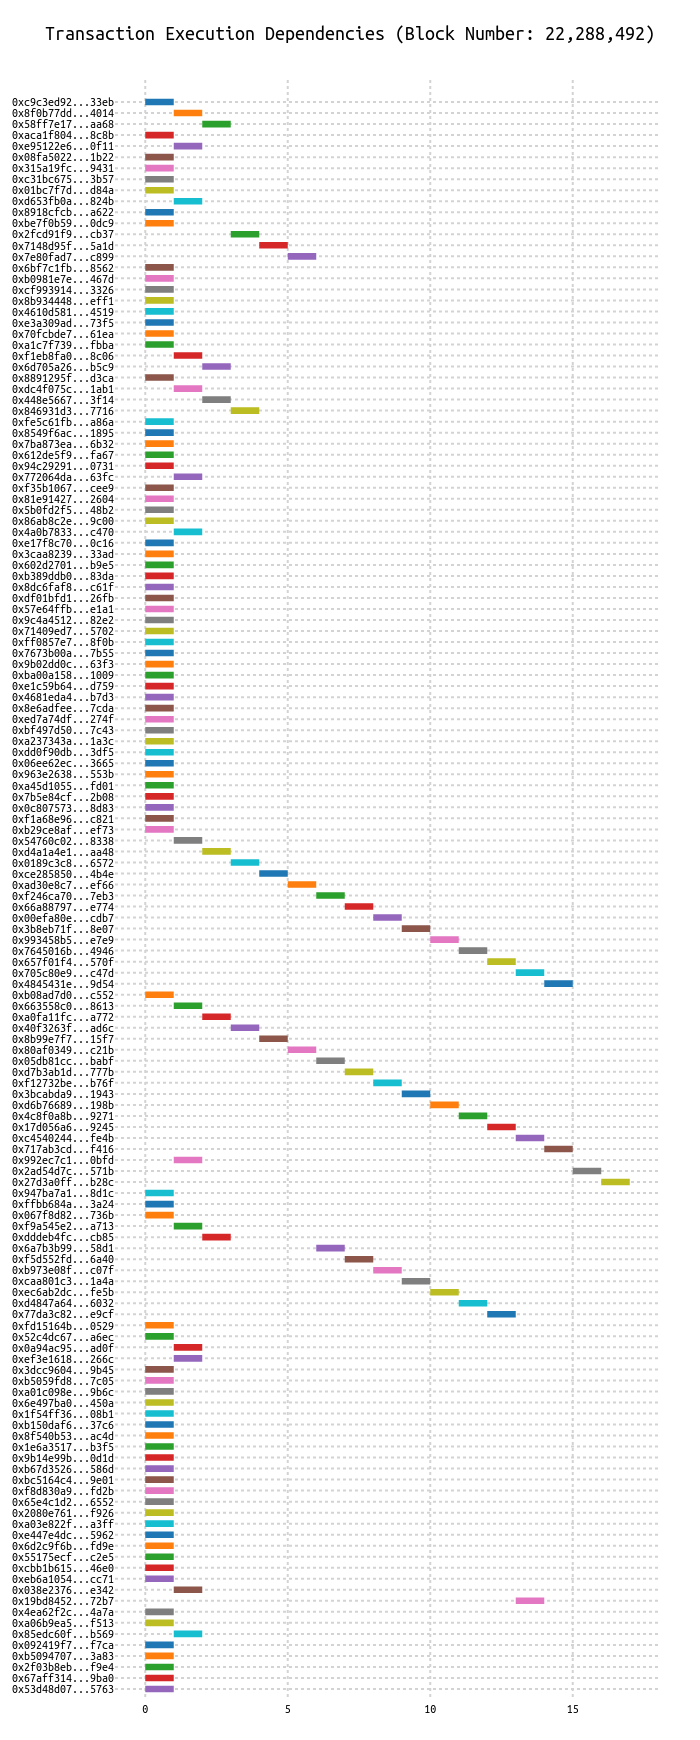 Transaction Execution Dependencies (Block Number: 22,288,492)
0xc9c3ed92...33eb
0x8f0b77dd...4014
0x58ff7e17...aa68
0xaca1f804...8c8b
0xe95122e6...0f11
0x08fa5022...1b22
0x315a19fc...9431
0xc31bc675...3b57
0x01bc7f7d...d84a
0xd653fb0a...824b
0x8918cfcb...a622
0xbe7f0b59...0dc9
0x2fcd91f9...cb37
0x7148d95f...5a1d
0x7e80fad7...c899
0x6bf7c1fb...8562
0xb0981e7e...467d
0xcf993914...3326
0x8b934448...eff1
0x4610d581...4519
0xe3a309ad...73f5
0x70fcbde7...61ea
0xa1c7f739...fbba
0xf1eb8fa0...8c06
0x6d705a26...b5c9
0x8891295f...d3ca
0xdc4f075c...1ab1
0x448e5667...3f14
0x846931d3...7716
0xfe5c61fb...a86a
0x8549f6ac...1895
0x7ba873ea...6b32
0x612de5f9...fa67
0x94c29291...0731
0x772064da...63fc
0xf35b1067...cee9
0x81e91427...2604
0x5b0fd2f5...48b2
0x86ab8c2e...9c00
0x4a0b7833...c470
0xe17f8c70...0c16
0x3caa8239...33ad
0x602d2701...b9e5
0xb389ddb0...83da
0x8dc6faf8...c61f
0xdf01bfd1...26fb
0x57e64ffb...e1a1
0x9c4a4512...82e2
0x71409ed7...5702
0xff0857e7...8f0b
0x7673b00a...7b55
0x9b02dd0c...63f3
0xba00a158...1009
0xe1c59b64...d759
0x4681eda4...b7d3
0x8e6adfee...7cda
0xed7a74df...274f
0xbf497d50...7c43
0xa237343a...1a3c
0xdd0f90db...3df5
0x06ee62ec...3665
0x963e2638...553b
0xa45d1055...fd01
0x7b5e84cf...2b08
0x0c807573...8d83
0xf1a68e96...c821
0xb29ce8af...ef73
0x54760c02...8338
0xd4a1a4e1...aa48
0x0189c3c8...6572
0xce285850...4b4e
0xad30e8c7...ef66
0xf246ca70...7eb3
0x66a88797...e774
0x00efa80e...cdb7
0x3b8eb71f...8e07
0x993458b5...e7e9
0x7645016b...4946
0x657f01f4...570f
0x705c80e9...c47d
0x4845431e...9d54
0xb08ad7d0...c552
0x663558c0...8613
0xa0fa11fc...a772
0x40f3263f...ad6c
0x8b99e7f7...15f7
0x80af0349...c21b
0x05db81cc...babf
0xd7b3ab1d...777b
0xf12732be...b76f
0x3bcabda9...1943
0xd6b76689...198b
0x4c8f0a8b...9271
0x17d056a6...9245
0xc4540244...fe4b
0x717ab3cd...f416
0x992ec7c1...0bfd
0x2ad54d7c...571b
0x27d3a0ff...b28c
0x947ba7a1...8d1c
0xffbb684a...3a24
0x067f8d82...736b
0xf9a545e2...a713
0xdddeb4fc...cb85
0x6a7b3b99...58d1
0xf5d552fd...6a40
0xb973e08f...c07f
0xcaa801c3...1a4a
0xec6ab2dc...fe5b
0xd4847a64...6032
0x77da3c82...e9cf
0xfd15164b...0529
0x52c4dc67...a6ec
0x0a94ac95...ad0f
0xef3e1618...266c
0x3dcc9604...9b45
0xb5059fd8...7c05
0xa01c098e...9b6c
0x6e497ba0...450a
0x1f54ff36...08b1
0xb150daf6...37c6
0x8f540b53...ac4d
0x1e6a3517...b3f5
0x9b14e99b...0d1d
0xb67d3526...586d
0xbc5164c4...9e01
0xf8d830a9...fd2b
0x65e4c1d2...6552
0x2080e761...f926
0xa03e822f...a3ff
0xe447e4dc...5962
0x6d2c9f6b...fd9e
0x55175ecf...c2e5
0xcbb1b615...46e0
0xeb6a1054...cc71
0x038e2376...e342
0x19bd8452...72b7
0x4ea62f2c...4a7a
0xa06b9ea5...f513
0x85edc60f...b569
0x092419f7...f7ca
0xb5094707...3a83
0x2f03b8eb...f9e4
0x67aff314...9ba0
0x53d48d07...5763
0 5 10 15